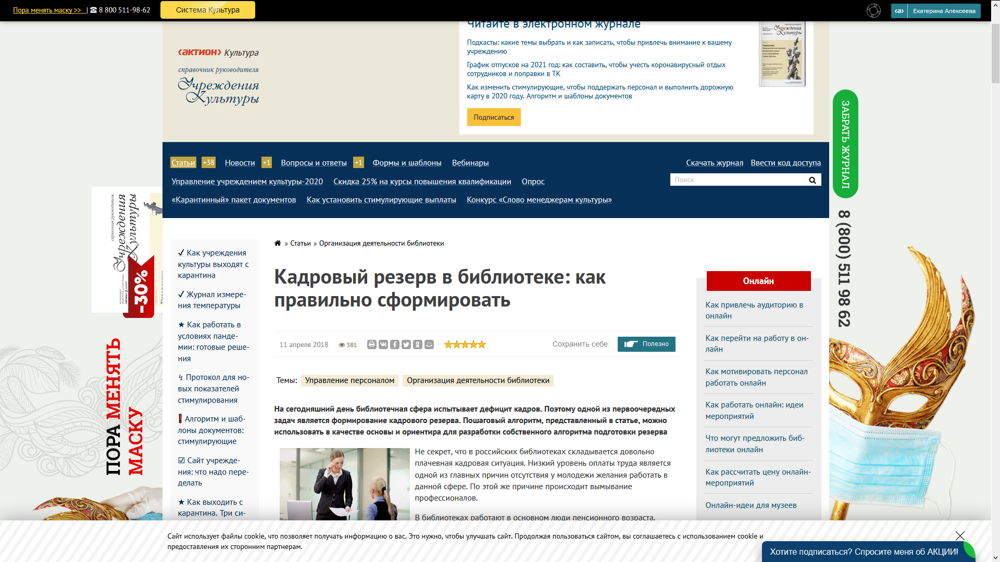 Пора менять маску >> | ☎ 8 800 511-98-62
Система Культура
‹a›
Екатерина Алексеева
‹актион› Культура
справочник руководителя
Учреждения
Культуры
Читайте в электронном журнале
Подкасты: какие темы выбрать и как записать, чтобы привлечь внимание к вашему
учреждению
График отпусков на 2021 год: как составить, чтобы учесть коронавирусный отдых
сотрудников и поправки в ТК
Как изменить стимулирующие, чтобы поддержать персонал и выполнить дорожную
карту в 2020 году. Алгоритм и шаблоны документов
Подписаться
Учреждения
Культуры
Статьи +38 Новости +1 Вопросы и ответы +1 Формы и шаблоны Вебинары
Управление учреждением культуры-2020 Скидка 25% на курсы повышения квалификации Опрос
«Карантинный» пакет документов Как установить стимулирующие выплаты Конкурс «Слово менеджерам культуры»
Скачать журнал Ввести код доступа
Поиск
справочник руководителя
Учреждения
Культуры
-30%
ПОРА МЕНЯТЬ
МАСКУ
✔ Как учреждения
культуры выходят с
карантина
✔ Журнал измере-
ния температуры
★ Как работать в
условиях панде-
мии: готовые реше-
ния
Протокол для но-
вых показателей
стимулирования
Алгоритм и шаб-
лоны документов:
стимулирующие
☑ Сайт учрежде-
ния: что надо пере-
делать
★ Как выходить с
карантина. Три си-
» Статьи » Организация деятельности библиотеки
Кадровый резерв в библиотеке: как
правильно сформировать
11 апреля 2018 381
Сохранить себе: Полезно
Темы: Управление персоналом Организация деятельности библиотеки
На сегодняшний день библиотечная сфера испытывает дефицит кадров. Поэтому одной из первоочередных
задач является формирование кадрового резерва. Пошаговый алгоритм, представленный в статье, можно
использовать в качестве основы и ориентира для разработки собственного алгоритма подготовки резерва
Не секрет, что в российских библиотеках складывается довольно
плачевная кадровая ситуация. Низкий уровень оплаты труда является
одной из главных причин отсутствия у молодежи желания работать в
данной сфере. По этой же причине происходит вымывание
профессионалов.
В библиотеках работают в основном люди пенсионного возраста,
Онлайн
Как привлечь аудиторию в
онлайн
Как перейти на работу в он-
лайн
Как мотивировать персонал
работать онлайн
Как работать онлайн: идеи
мероприятий
Что могут предложить биб-
лиотеки онлайн
Как рассчитать цену онлайн-
мероприятий
Онлайн-идеи для музеев
ЗАБРАТЬ ЖУРНАЛ
8 (800) 511 98 62
Сайт использует файлы cookie, что позволяет получать информацию о вас. Это нужно, чтобы улучшать сайт. Продолжая пользоваться сайтом, вы соглашаетесь с использованием cookie и
предоставления их сторонним партнерам.
Хотите подписаться? Спросите меня об АКЦИИ!